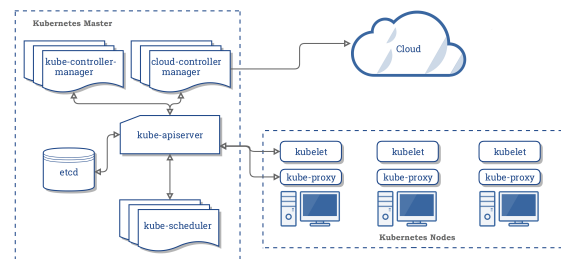 Kubernetes Master
kube-controller-
manager
cloud-controller
manager
Cloud
kube-apiserver
etcd
kube-scheduler
kubelet
kubelet
kubelet
kube-proxy
kube-proxy
kube-proxy
Kubernetes Nodes